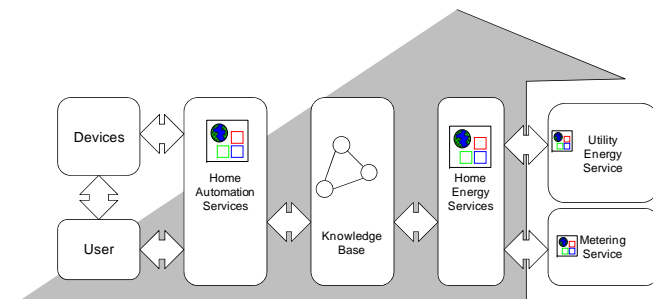 Devices
User
Home
Automation
Services
Knowledge
Base
Home
Energy
Services
Utility
Energy
Service
Metering
Service